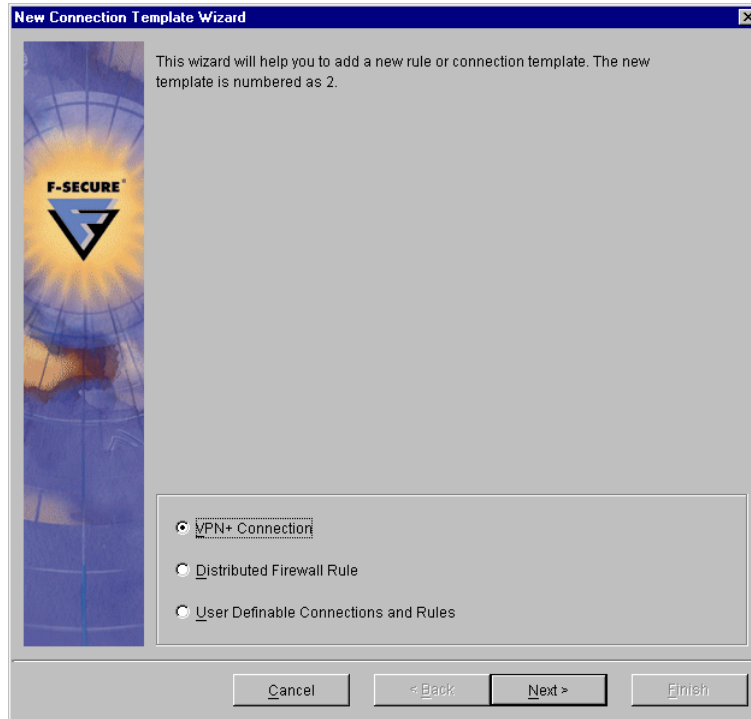 New Connection Template Wizard
This wizard will help you to add a new rule or connection template. The new
template is numbered as 2.
F-SECURE®
VPN+ Connection
Distributed Firewall Rule
User Definable Connections and Rules
Cancel
< Back
Next >
Finish